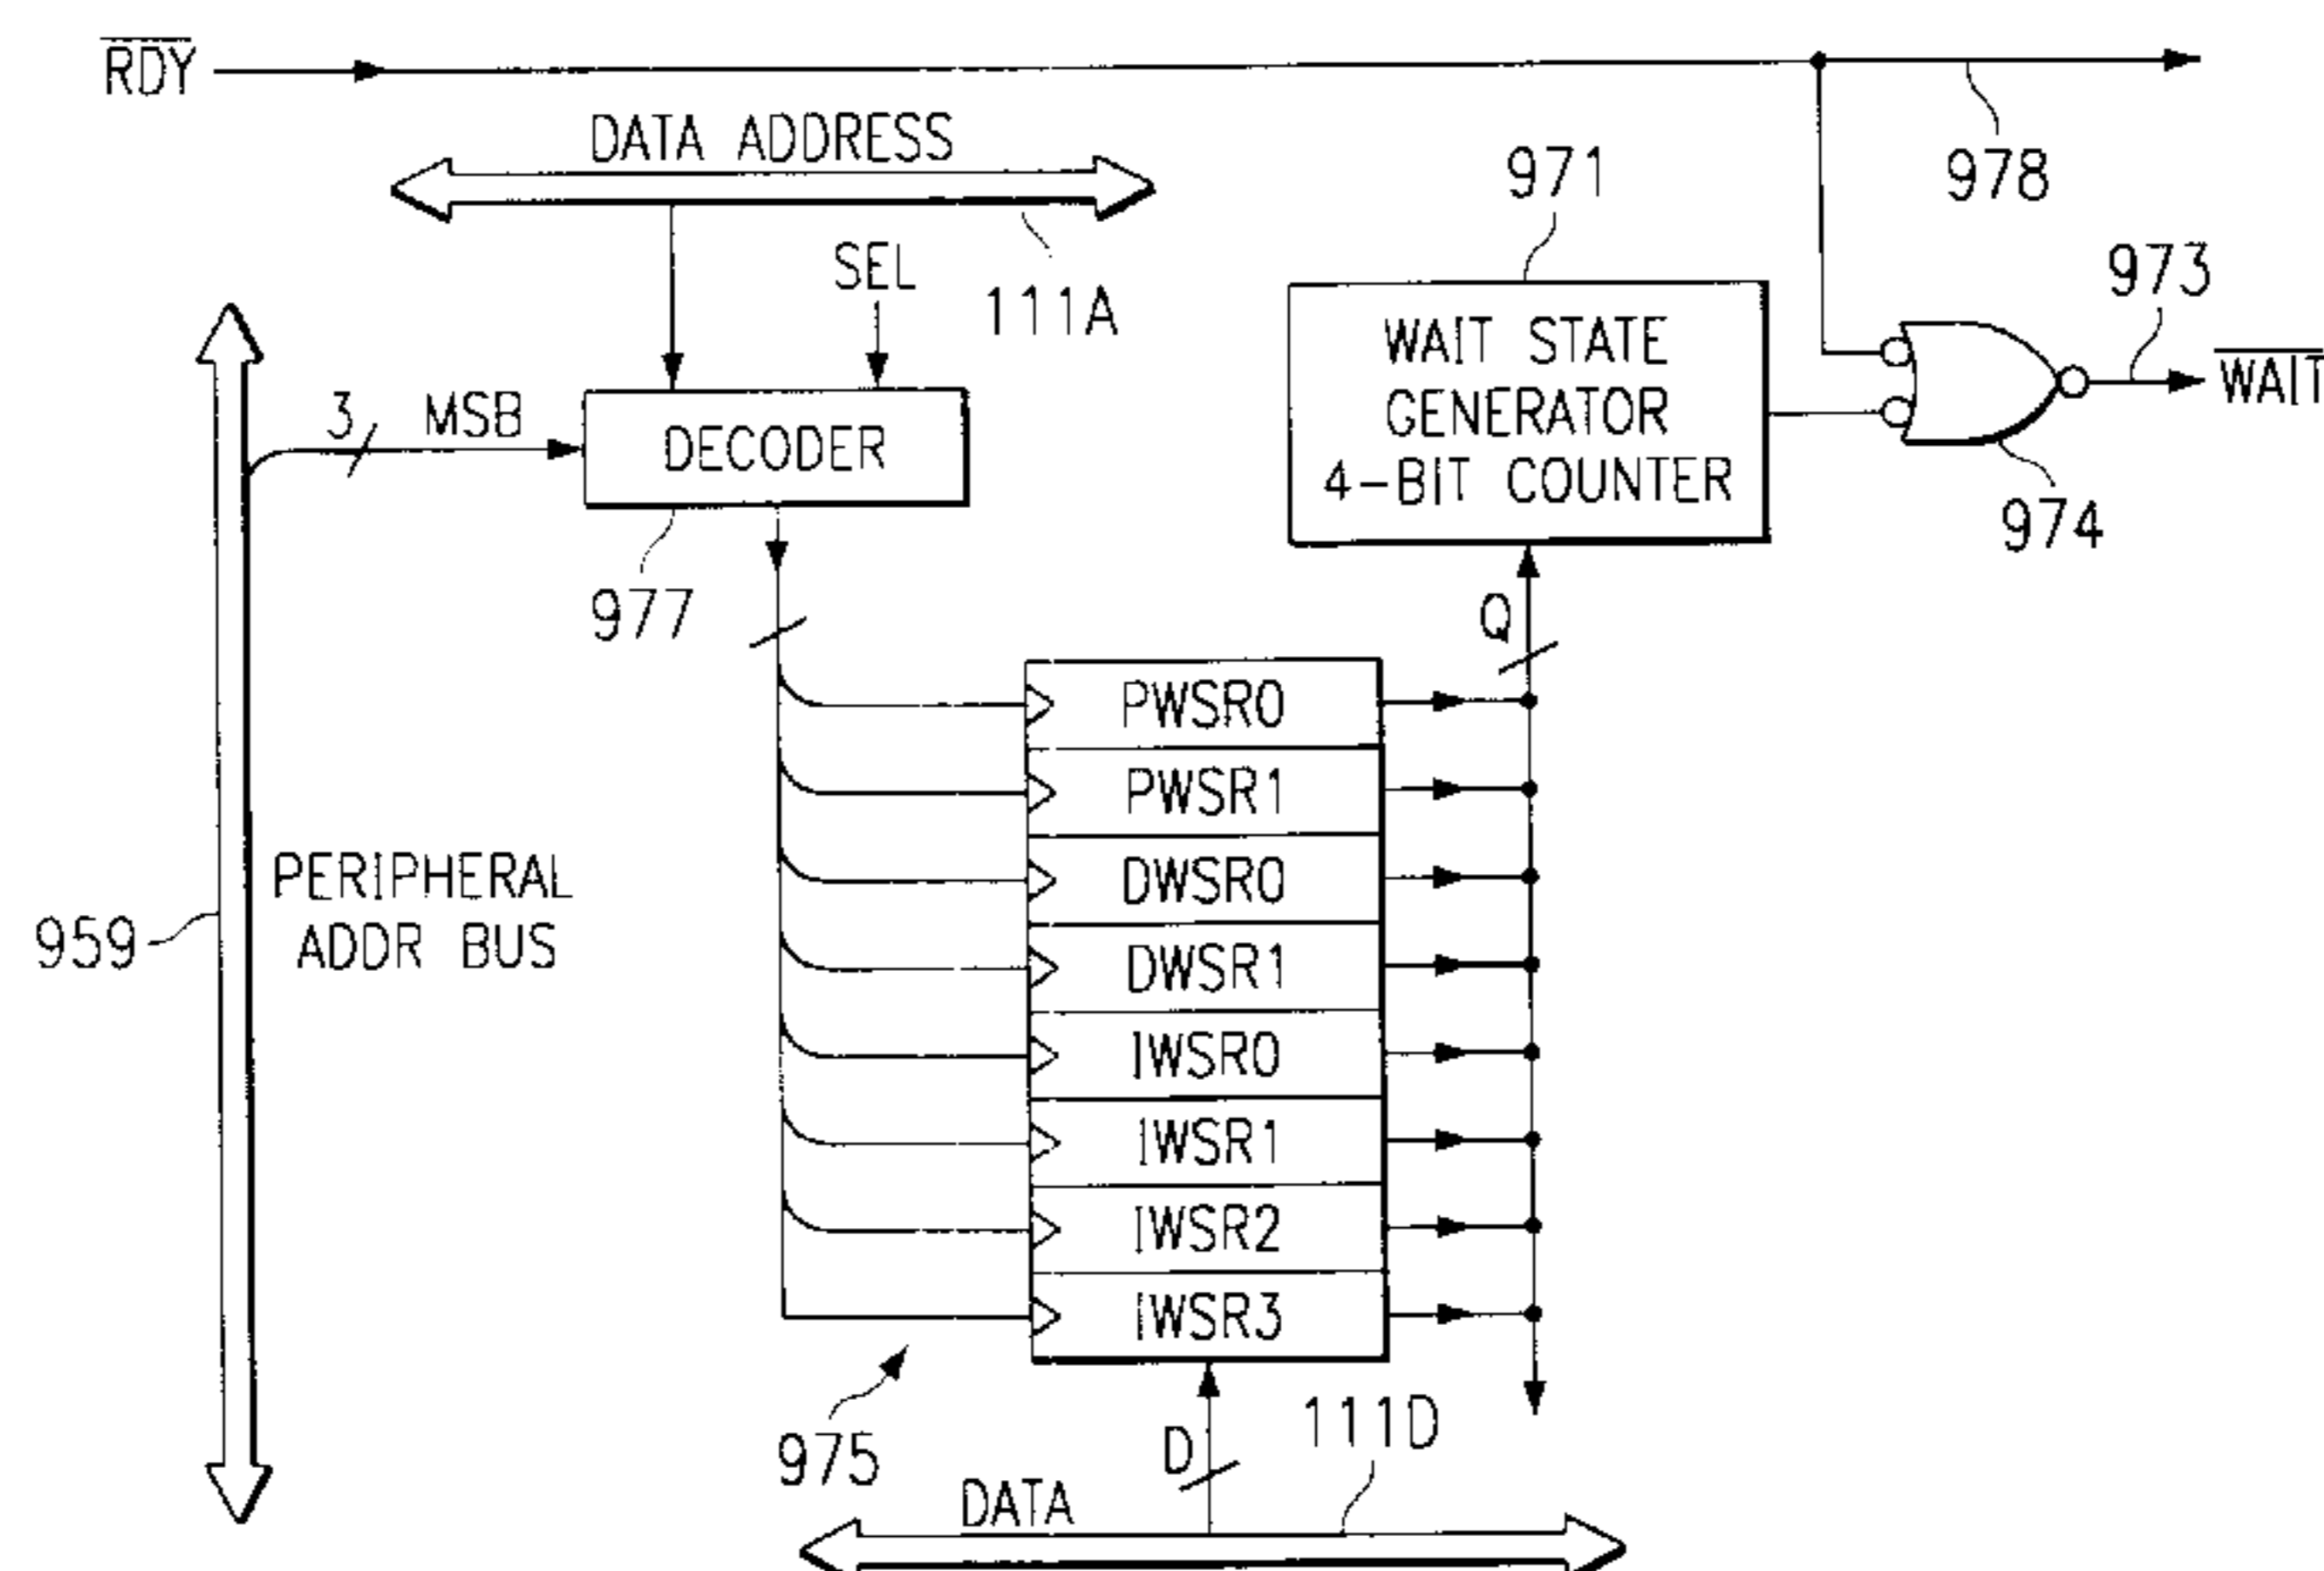 RDY
DATA ADDRESS
SEL
111A
971
978
973
WAIT STATE
GENERATOR
4-BIT COUNTER
WAIT
974
3
MSB
DECODER
977
Q
PWSR0
PWSR1
DWSR0
DWSR1
IWSR0
IWSR1
IWSR2
IWSR3
PERIPHERAL
ADDR BUS
959
975
D
111D
DATA